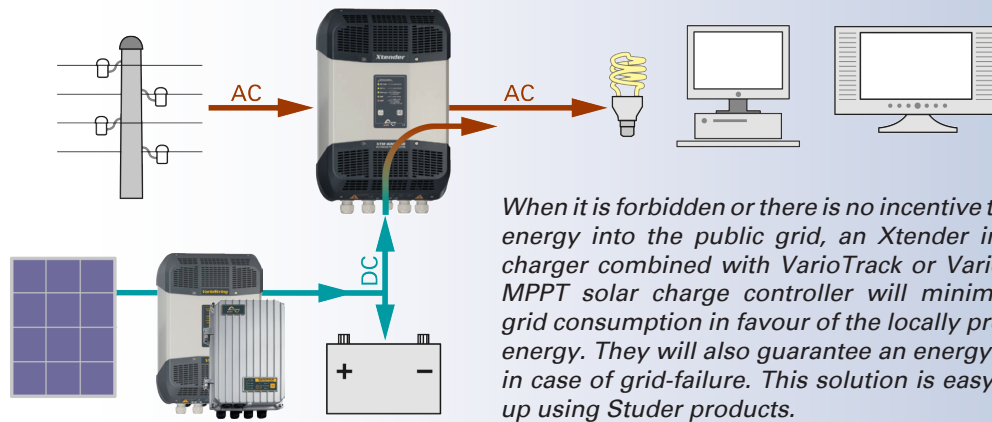 Xtender
AC
AC
When it is forbidden or there is no incentive
energy into the public grid, an Xtender
charger combined with VarioTrack or
MPPT solar charge controller will
grid consumption in favour of the locally
energy. They will also guarantee an energy
in case of grid-failure. This solution is easy
up using Studer products.
DC
+ −